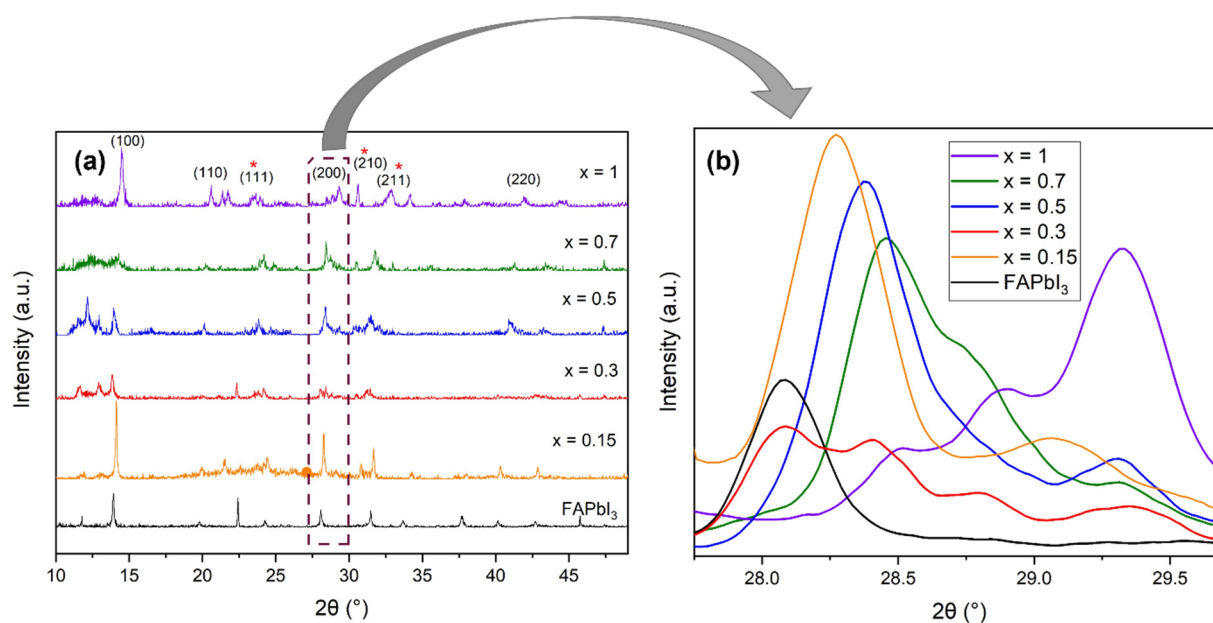 (a)
(100)
(110)
*
(111)
(200)
*
(210)
*
(211)
(220)
x = 1
x = 0.7
x = 0.5
x = 0.3
x = 0.15
FAPbI₃
Intensity (a.u.)
10 15 20 25 30 35 40 45
2θ (°)
(b)
x = 1
x = 0.7
x = 0.5
x = 0.3
x = 0.15
FAPbI₃
Intensity (a.u.)
28.0 28.5 29.0 29.5
2θ (°)